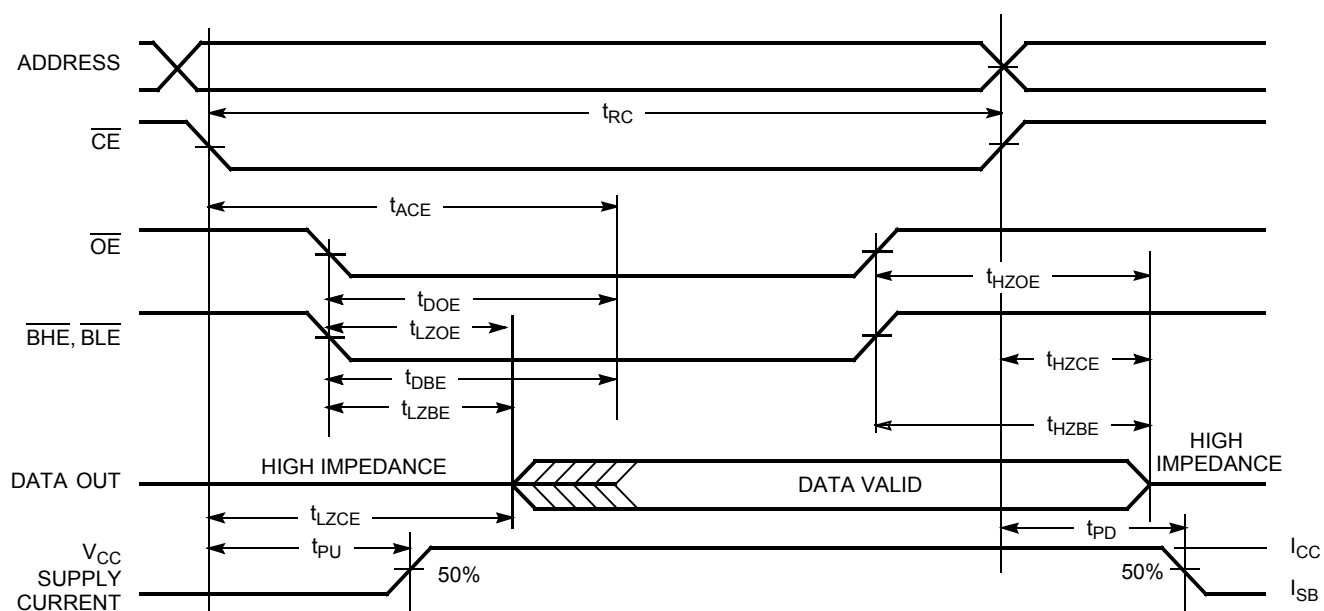 ADDRESS
tRC
CE
tACE
OE
tHZOE
tDOE
tLZOE
BHE, BLE
tHZCE
tDBE
tLZBE
tHZBE
HIGH IMPEDANCE
HIGH
IMPEDANCE
DATA OUT
DATA VALID
tLZCE
tPD
VCC
SUPPLY
CURRENT
tPU
50%
50%
ICC
ISB